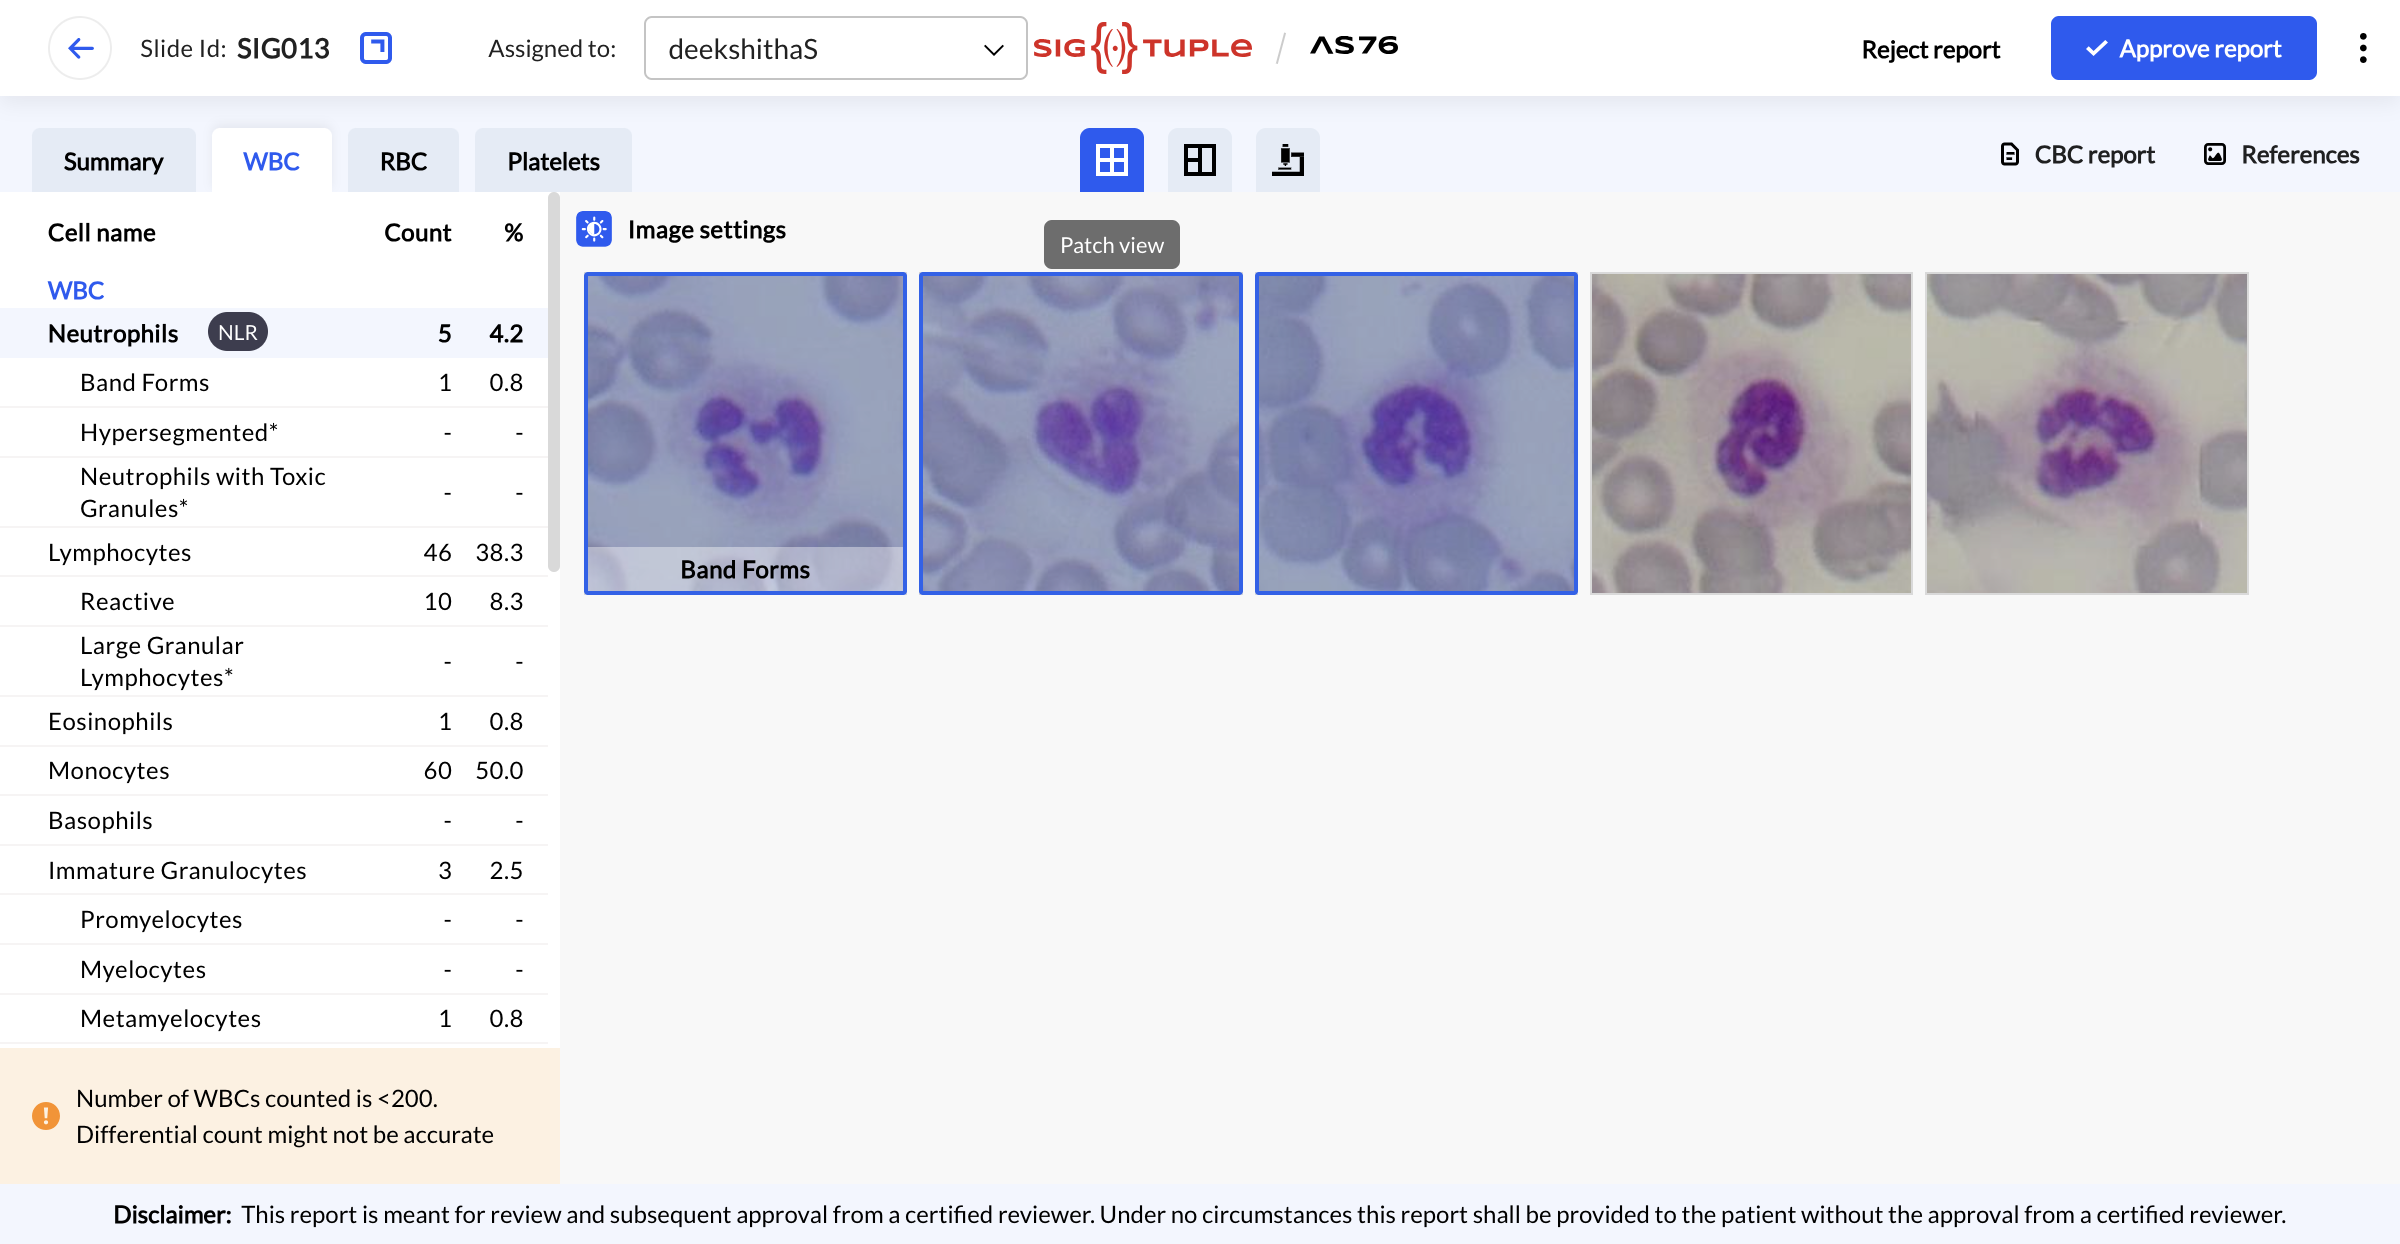 Slide Id: SIG013
Assigned to: deekshithaS
SIG TUPLE / AS76
Reject report
Approve report
Summary
WBC
RBC
Platelets
CBC report
References
Cell name Count %
WBC
Neutrophils NLR 5 4.2
Band Forms 1 0.8
Hypersegmented* - -
Neutrophils with Toxic
Granules* - -
Lymphocytes 46 38.3
Reactive 10 8.3
Large Granular
Lymphocytes* - -
Eosinophils 1 0.8
Monocytes 60 50.0
Basophils - -
Immature Granulocytes 3 2.5
Promyelocytes - -
Myelocytes - -
Metamyelocytes 1 0.8
Number of WBCs counted is <200.
Differential count might not be accurate
Image settings
Patch view
Band Forms
Disclaimer: This report is meant for review and subsequent approval from a certified reviewer. Under no circumstances this report shall be provided to the patient without the approval from a certified reviewer.